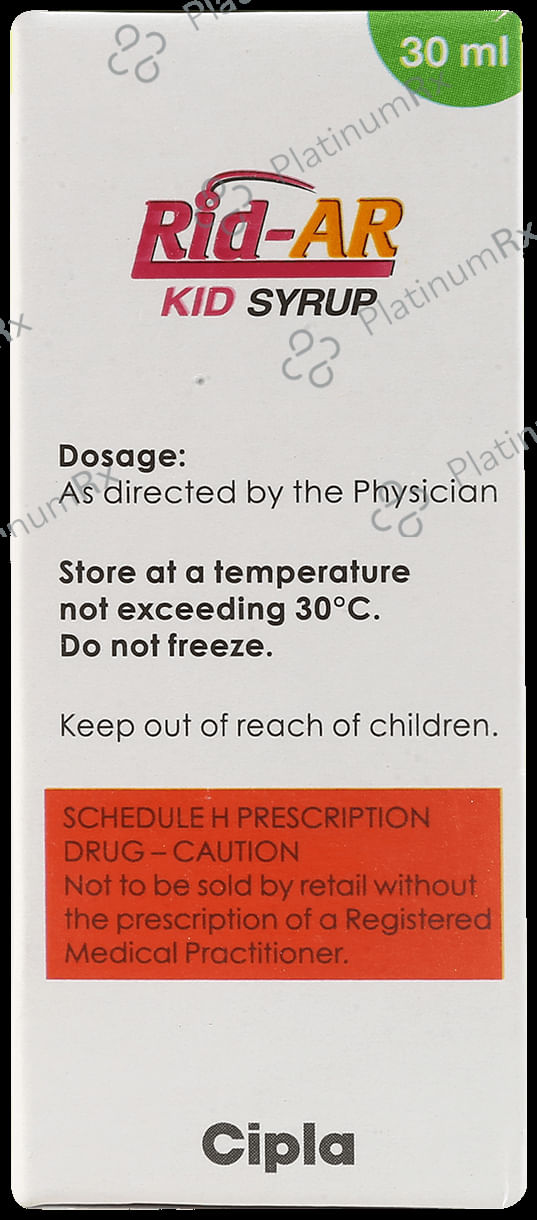 30 ml
Rid-AR
KID SYRUP
Dosage:
As directed by the Physician
Store at a temperature
not exceeding 30°C.
Do not freeze.
Keep out of reach of children.
SCHEDULE H PRESCRIPTION
DRUG – CAUTION
Not to be sold by retail without
the prescription of a Registered
Medical Practitioner.
Cipla
PlatinumRx
PlatinumRx